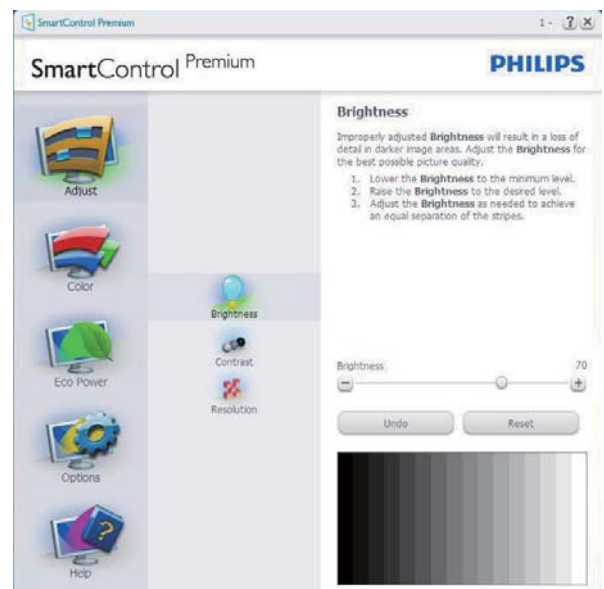 SmartControl Premium
1 -
SmartControl Premium
PHILIPS
Adjust
Color
Eco Power
Options
Help
Brightness
Contrast
Resolution
Brightness
Improperly adjusted Brightness will result in a loss of
detail in darker image areas. Adjust the Brightness for
the best possible picture quality.
1. Lower the Brightness to the minimum level.
2. Raise the Brightness to the desired level.
3. Adjust the Brightness as needed to achieve
an equal separation of the stripes.
Brightness 70
Undo Reset